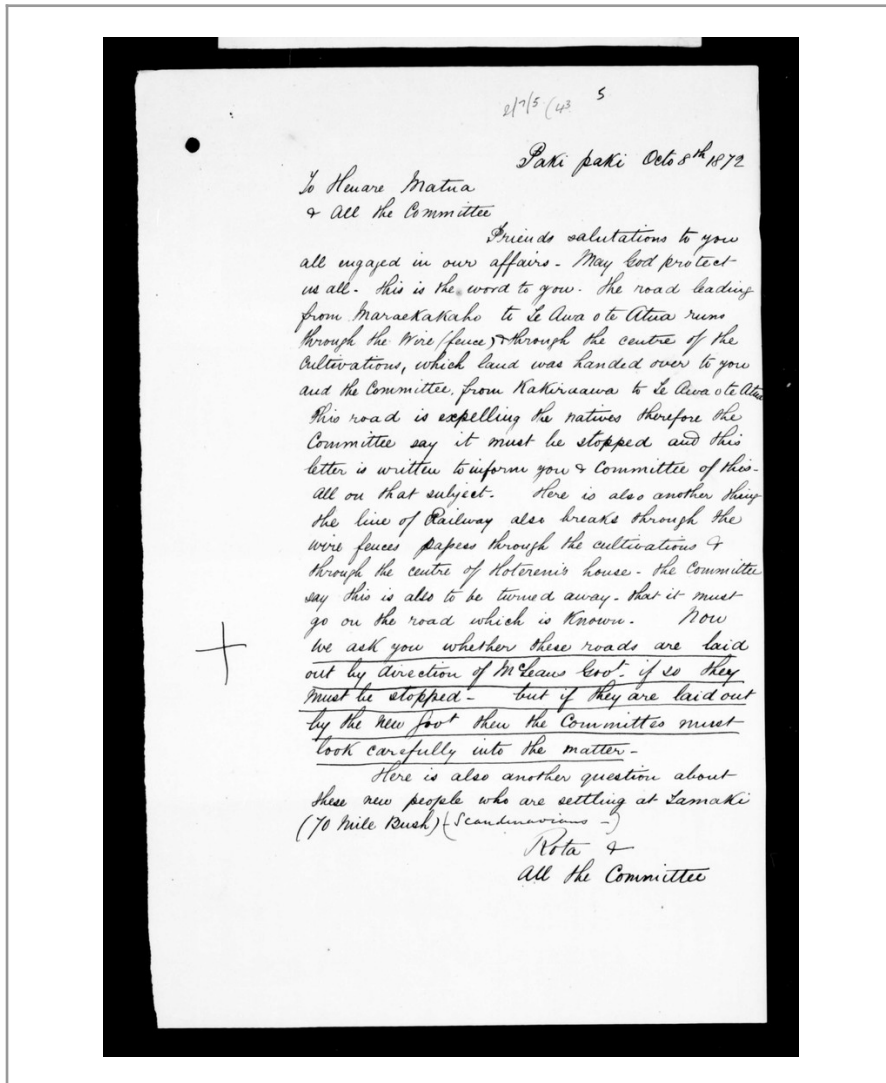 5
Paki paki Octo 8th 1872
To Henare Matua
& All the Committee
Friends salutations to you
all engaged in our affairs - May God protect
us all - This is the word to you - The road leading
from Maraekakaho to Te Awa o te Atua runs
through the Wire (fence) & through the centre of the
Cultivations, which land was handed over to you
and the Committee, from Kakiraawa to Te Awa o te Atua
This road is expelling the natives therefore the
Committee say it must be stopped and this
letter is written to inform you & Committee of this -
All on that subject - Here is also another thing
the line of Railway also breaks through the
wire fences passes through the cultivations &
through the centre of Hoterenis house - the Committee
say this is also to be turned away - that it must
go on the road which is Known - Now
we ask you whether these roads are laid
out by direction of McLeans Govt - if so they
must be stopped - but if they are laid out
by the new Govt then the Committee must
look carefully into the matter -
Here is also another question about
these new people who are settling at Tamaki
(70 Mile Bush) (Scandinavians -)
Rota &
All the Committee